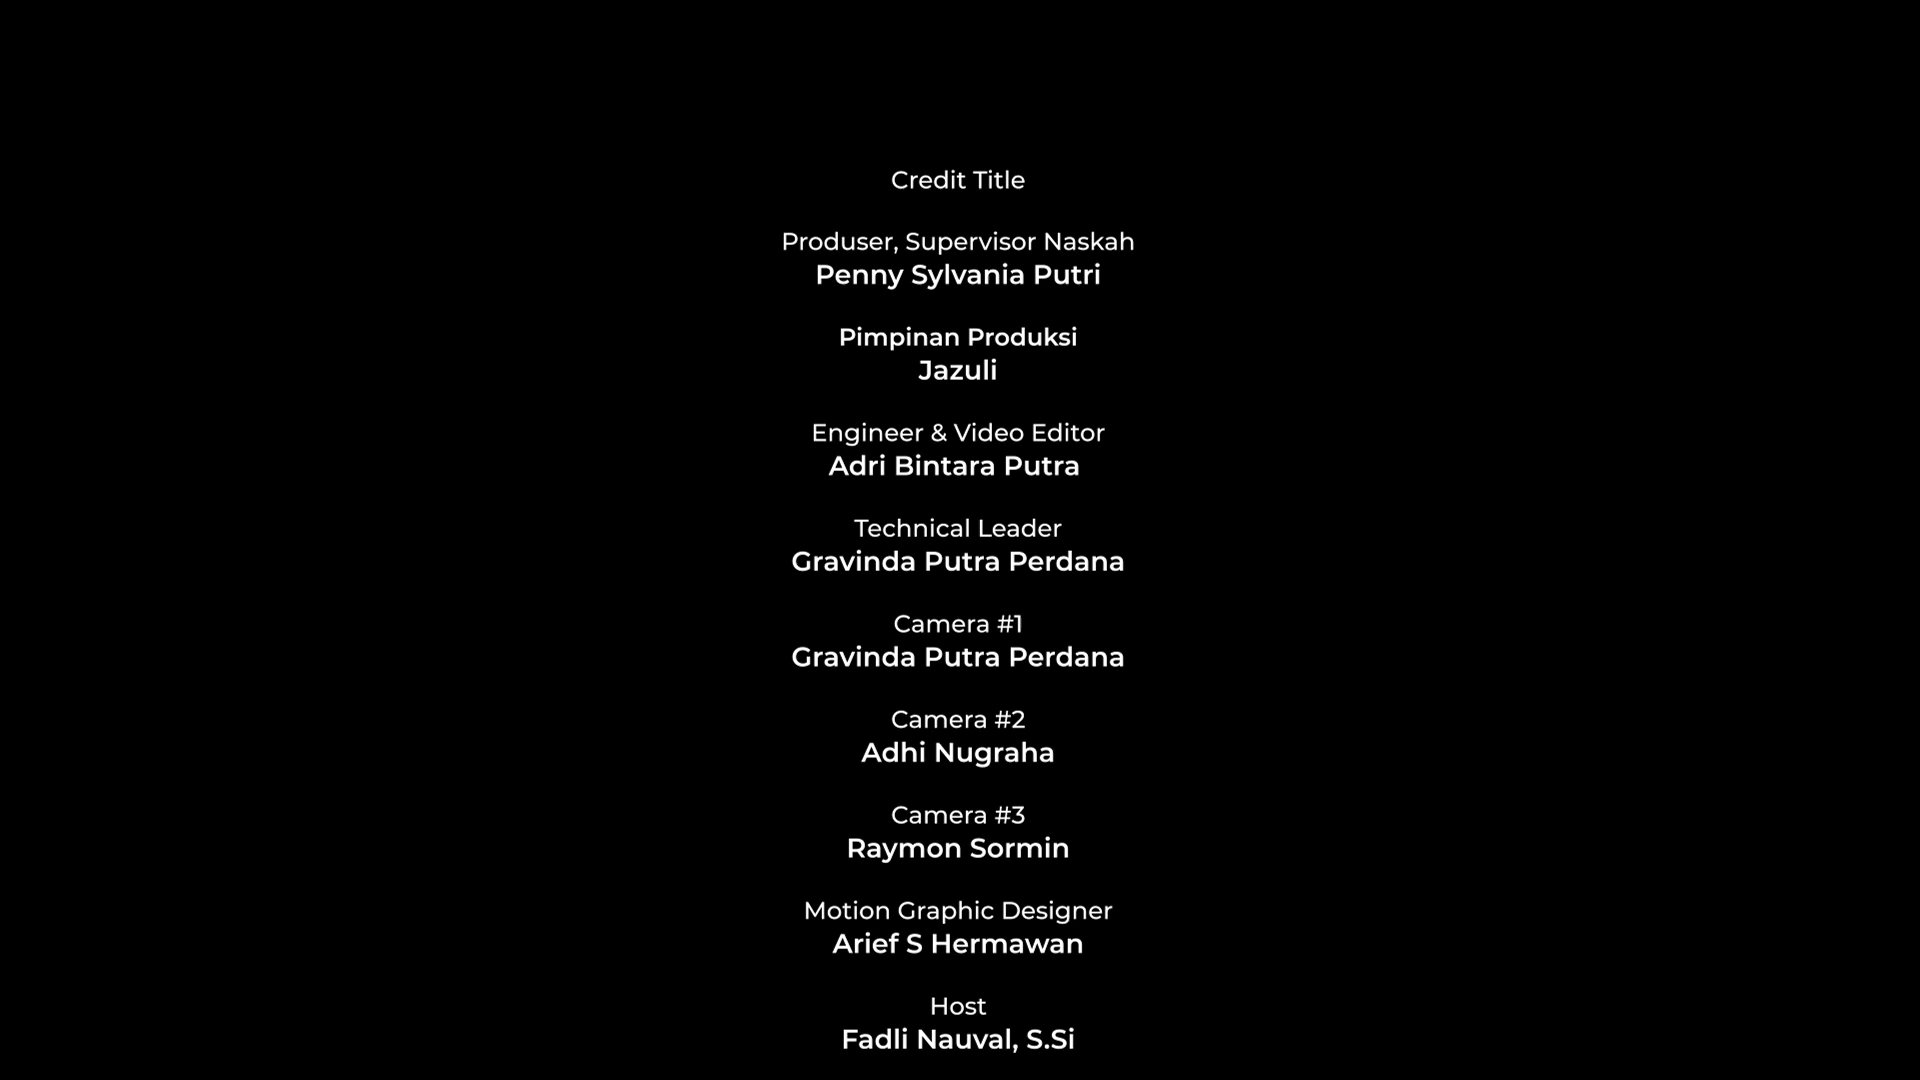 Credit Title
Produser, Supervisor Naskah
Penny Sylvania Putri
Pimpinan Produksi
Jazuli
Engineer & Video Editor
Adri Bintara Putra
Technical Leader
Gravinda Putra Perdana
Camera #1
Gravinda Putra Perdana
Camera #2
Adhi Nugraha
Camera #3
Raymon Sormin
Motion Graphic Designer
Arief S Hermawan
Host
Fadli Nauval, S.Si